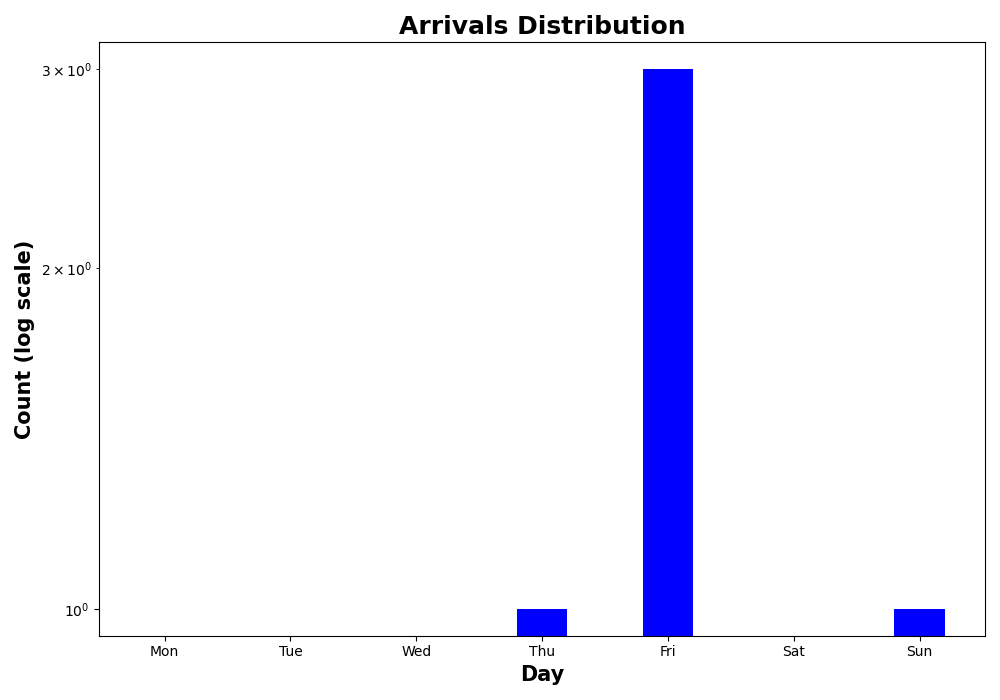 Arrivals Distribution
3 × 10⁰
2 × 10⁰
10⁰
Count (log scale)
Mon Tue Wed Thu Fri Sat Sun
Day